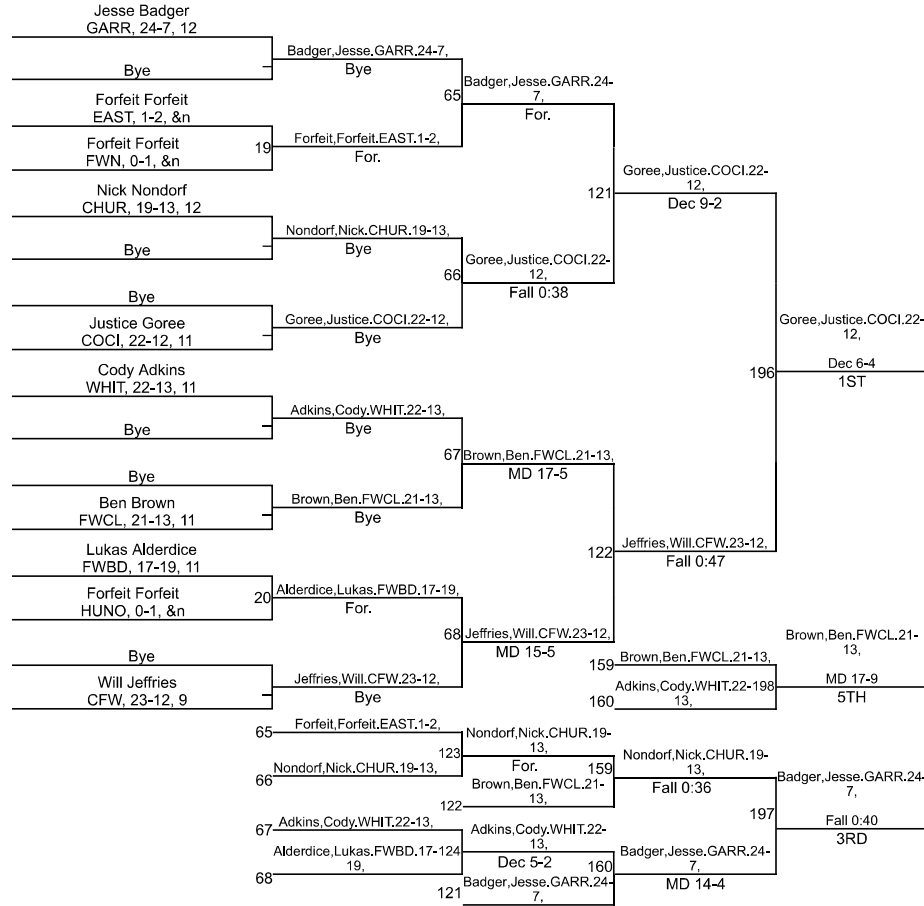 Jesse Badger
GARR, 24-7, 12
Badger,Jesse.GARR.24-7,
Bye
Bye
65
Badger,Jesse.GARR.24-
7,
For.
Forfeit Forfeit
EAST, 1-2, &n
19
Forfeit,Forfeit.EAST.1-2,
For.
Forfeit Forfeit
FWN, 0-1, &n
121
Goree,Justice.COCI.22-
12,
Dec 9-2
Nick Nondorf
CHUR, 19-13, 12
Nondorf,Nick.CHUR.19-13,
Bye
Bye
66
Goree,Justice.COCI.22-
12,
Fall 0:38
Bye
Goree,Justice.COCI.22-12,
Bye
Justice Goree
COCI, 22-12, 11
196
Goree,Justice.COCI.22-
12,
Dec 6-4
1ST
Cody Adkins
WHIT, 22-13, 11
Adkins,Cody.WHIT.22-13,
Bye
Bye
67
Brown,Ben.FWCL.21-13,
MD 17-5
Bye
Brown,Ben.FWCL.21-13,
Bye
Ben Brown
FWCL, 21-13, 11
122
Jeffries,Will.CFW.23-12,
Fall 0:47
Lukas Alderdice
FWBD, 17-19, 11
20
Alderdice,Lukas.FWBD.17-19,
For.
Forfeit Forfeit
HUNO, 0-1, &n
68
Jeffries,Will.CFW.23-12,
MD 15-5
Bye
Jeffries,Will.CFW.23-12,
Bye
Will Jeffries
CFW, 23-12, 9
159
Brown,Ben.FWCL.21-13,
160
Adkins,Cody.WHIT.22-198
13,
Brown,Ben.FWCL.21-
13,
MD 17-9
5TH
65
Forfeit,Forfeit.EAST.1-2,
66
Nondorf,Nick.CHUR.19-13,
123
Nondorf,Nick.CHUR.19-
13,
For.
122
Brown,Ben.FWCL.21-
13,
159
Nondorf,Nick.CHUR.19-
13,
Fall 0:36
67
Adkins,Cody.WHIT.22-13,
68
Alderdice,Lukas.FWBD.17-124
19,
Adkins,Cody.WHIT.22-
13,
Dec 5-2
121
Badger,Jesse.GARR.24-
7,
160
Badger,Jesse.GARR.24-
7,
MD 14-4
197
Badger,Jesse.GARR.24-
7,
Fall 0:40
3RD